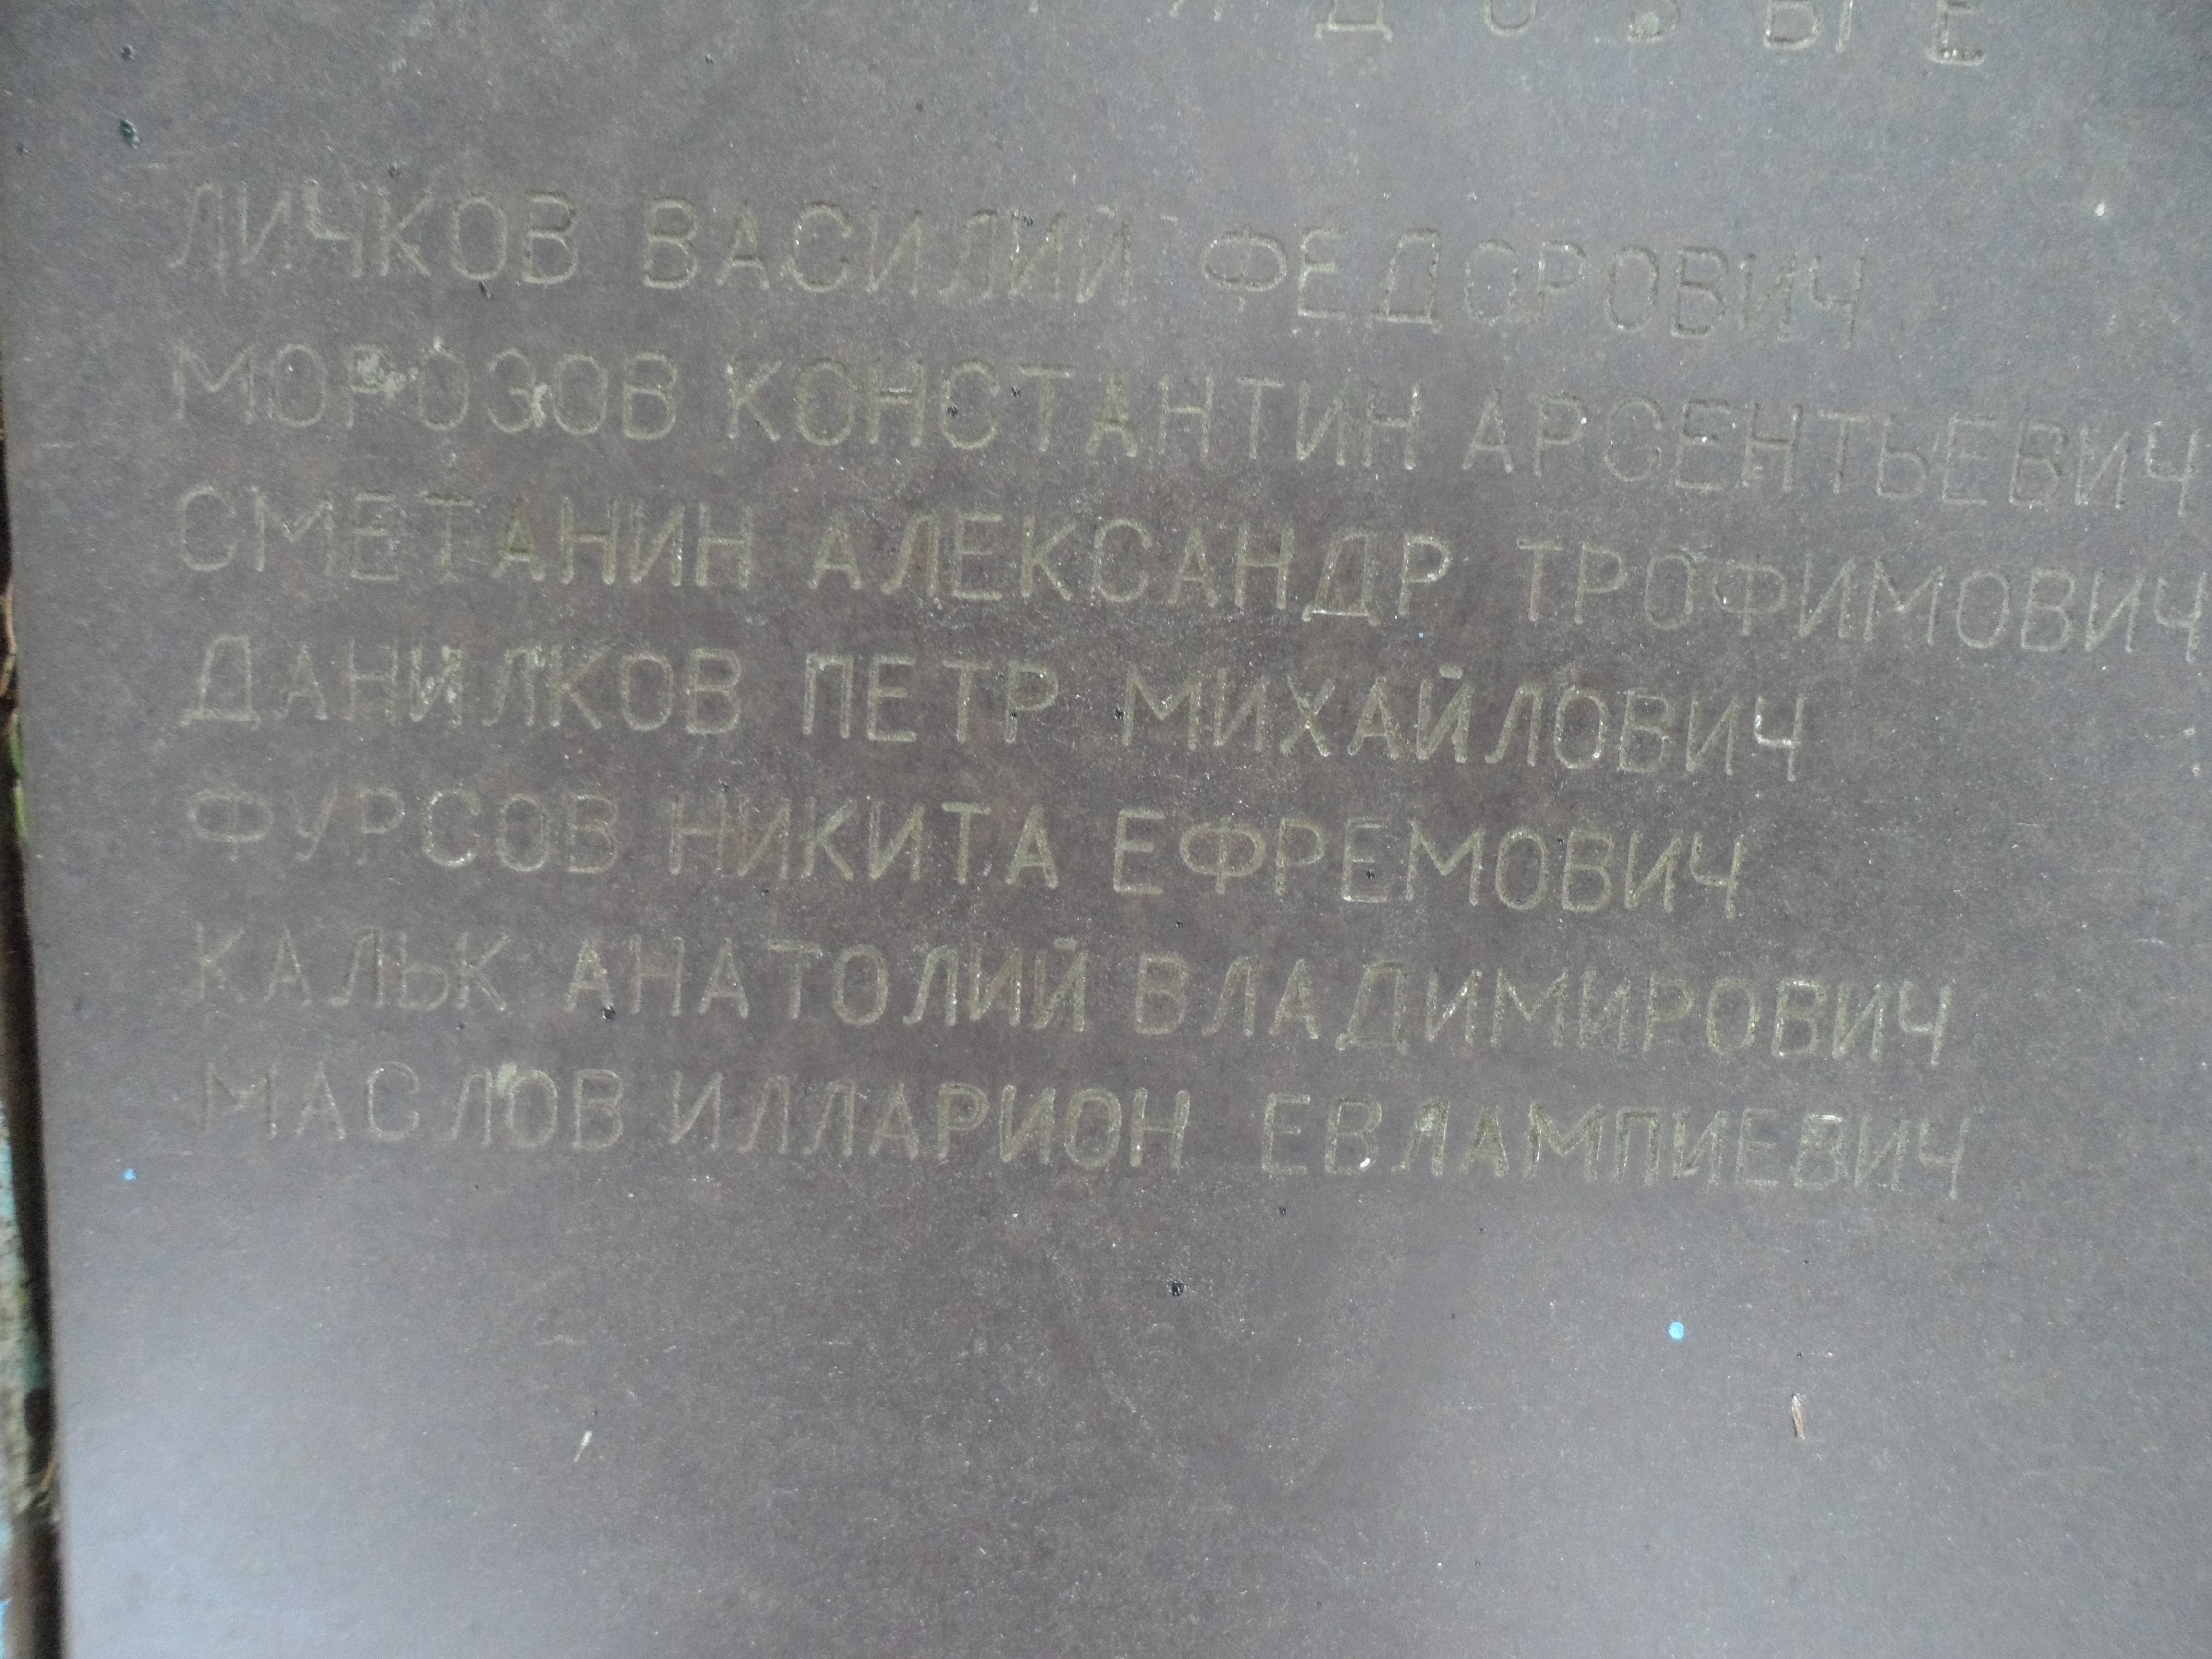 РЯДОВЫЕ
ЛИЧКОВ ВАСИЛИЙ ФЕДОРОВИЧ
МОРОЗОВ КОНСТАНТИН АРСЕНТЬЕВИЧ
СМЕТАНИН АЛЕКСАНДР ТРОФИМОВИЧ
ДАНИЛКОВ ПЕТР МИХАЙЛОВИЧ
ФУРСОВ НИКИТА ЕФРЕМОВИЧ
КАЛЬК АНАТОЛИЙ ВЛАДИМИРОВИЧ
МАСЛОВ ИЛЛАРИОН ЕВЛАМПИЕВИЧ